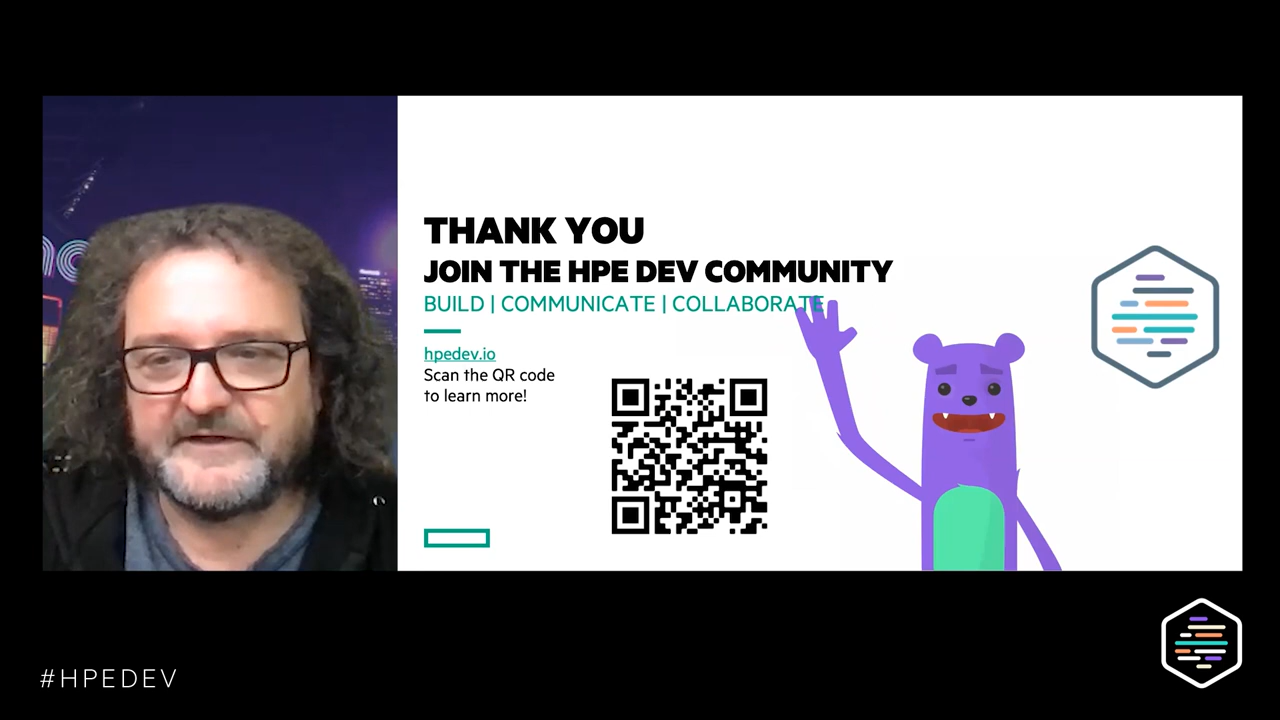 THANK YOU
JOIN THE HPE DEV COMMUNITY
BUILD | COMMUNICATE | COLLABORATE
hpedev.io
Scan the QR code
to learn more!
#HPEDEV